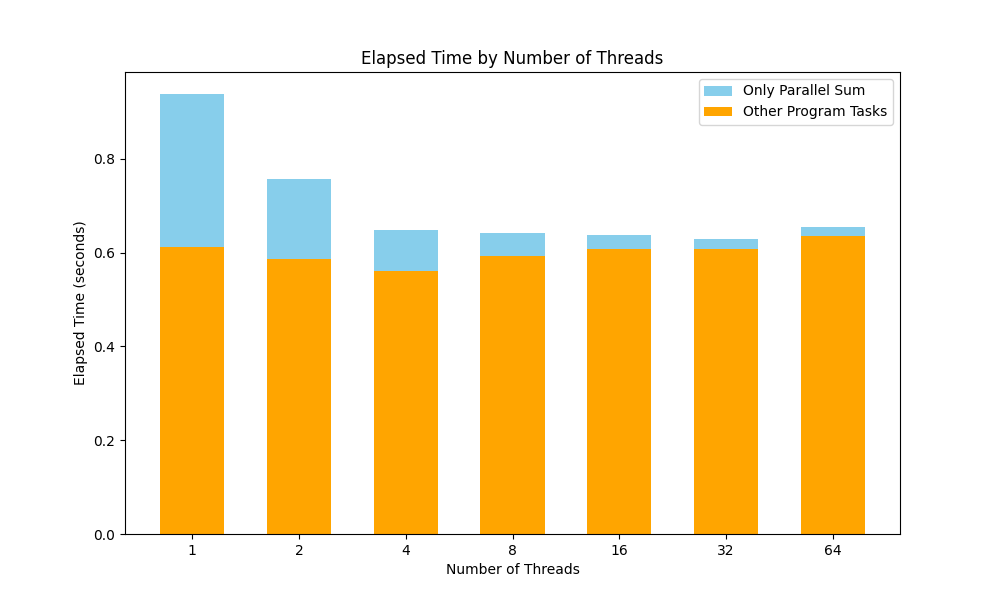 Elapsed Time by Number of Threads
Only Parallel Sum
Other Program Tasks
Elapsed Time (seconds)
0.8
0.6
0.4
0.2
0.0
1 2 4 8 16 32 64
Number of Threads